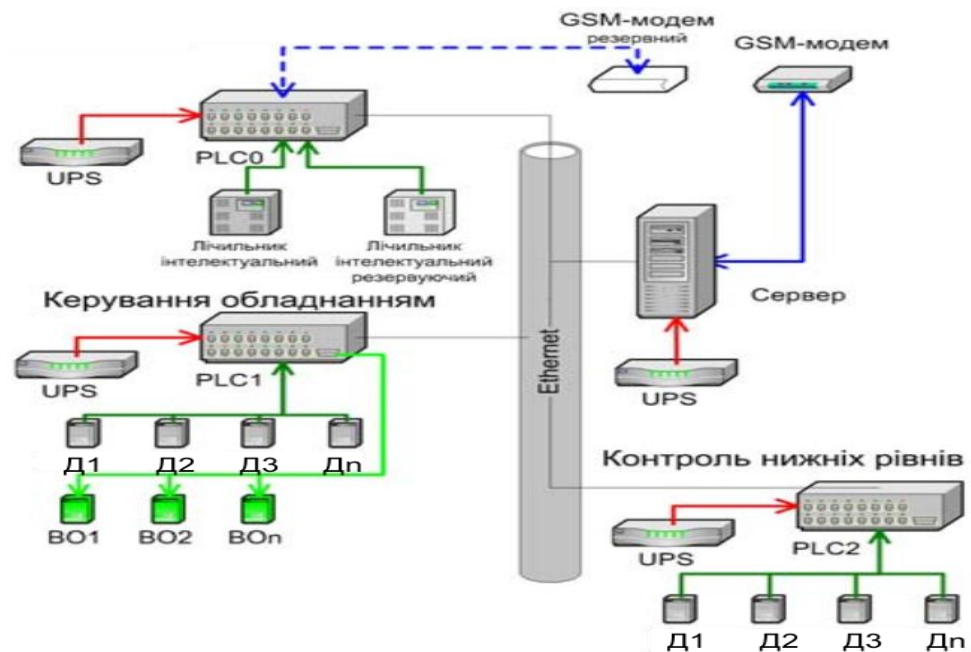 GSM-модем
резервний
GSM-модем
UPS
PLC0
Лічильник
інтелектуальний
Лічильник
інтелектуальний
резервуючий
Сервер
UPS
Ethernet
Керування обладнанням
UPS
PLC1
Д1 Д2 Д3 Дn
ВО1 ВО2 ВОn
Контроль нижніх рівнів
UPS
PLC2
Д1 Д2 Д3 Дn